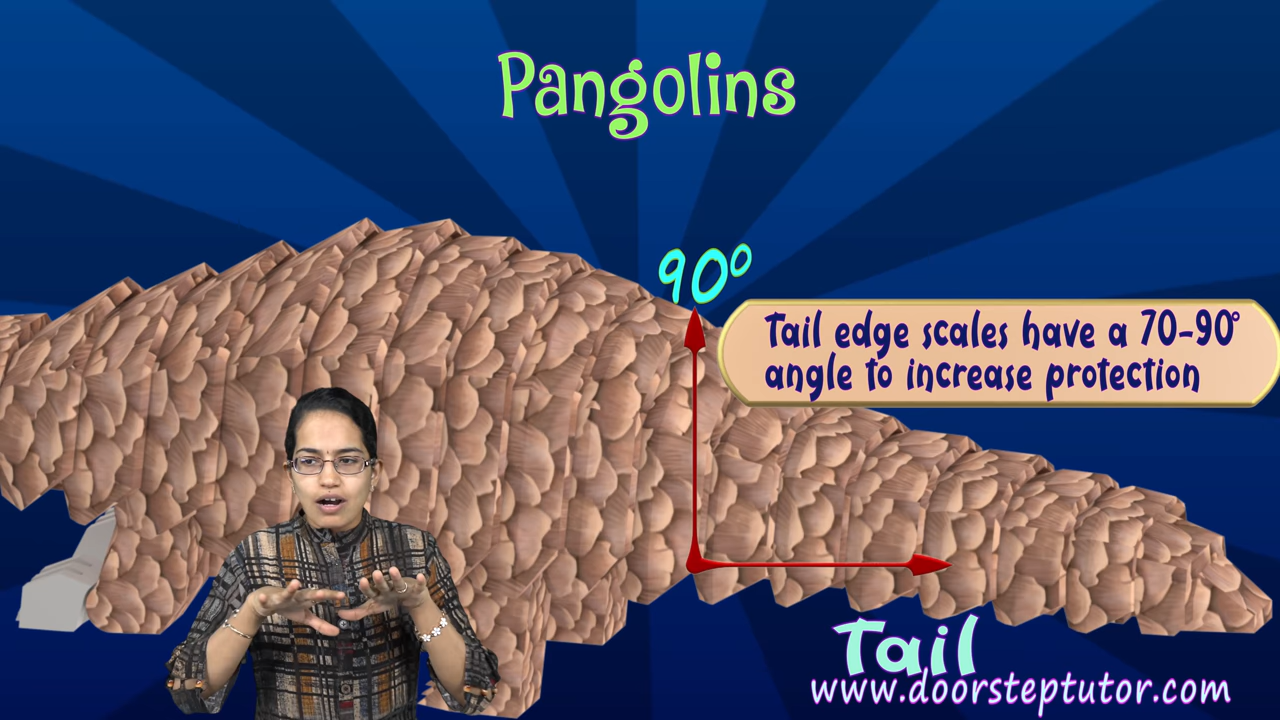 Pangolins
90°
Tail edge scales have a 70-90°
angle to increase protection
Tail
www.doorsteptutor.com